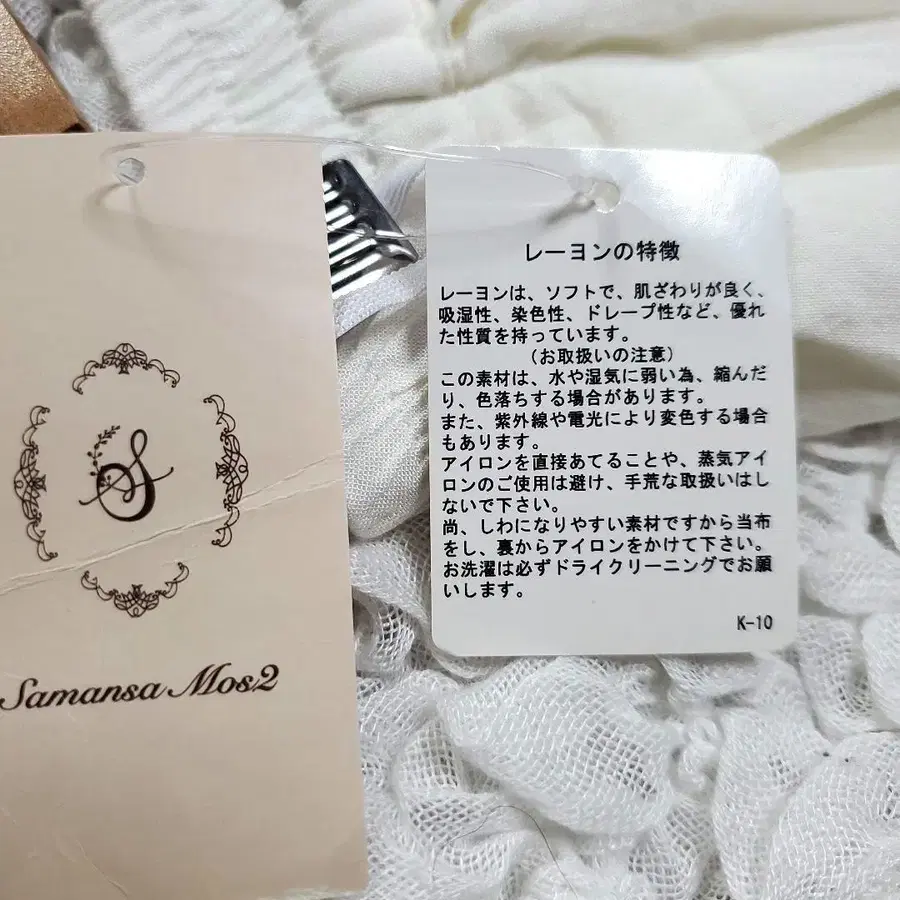 Samansa Mos2
レーヨンの特徴
レーヨンは、ソフトで、肌ざわりが良く、
吸湿性、染色性、ドレープ性など、優れ
た性質を持っています。
（お取扱いの注意）
この素材は、水や湿気に弱い為、縮んだ
り、色落ちする場合があります。
また、紫外線や電光により変色する場合
もあります。
アイロンを直接あてることや、蒸気アイ
ロンのご使用は避け、手荒な取扱いはし
ないで下さい。
尚、しわになりやすい素材ですから当布
をし、裏からアイロンをかけて下さい。
お洗濯は必ずドライクリーニングでお願
いします。
K-10